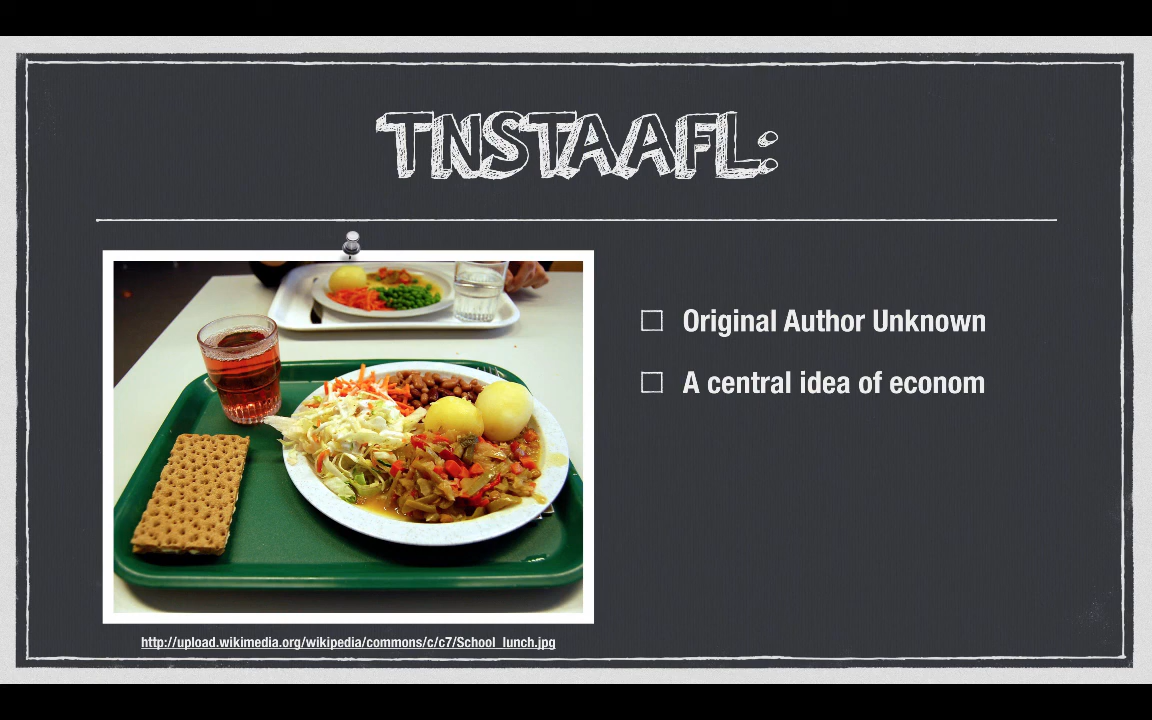 TNSTAAFL:
Original Author Unknown
A central idea of econom
http://upload.wikimedia.org/wikipedia/commons/c/c7/School_lunch.jpg